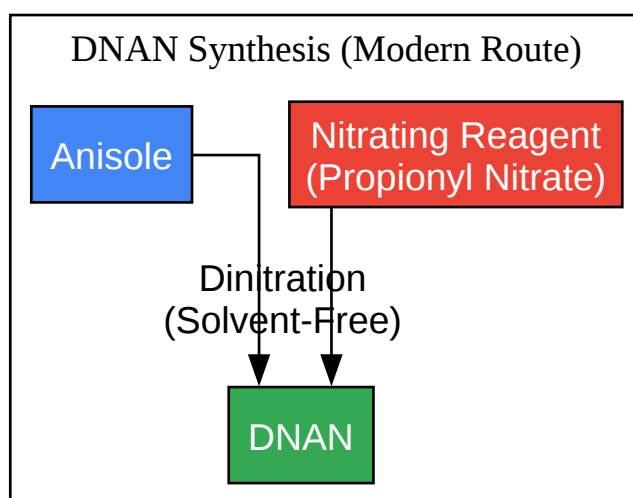 DNAN Synthesis (Modern Route)
Anisole
Nitrating Reagent
(Propionyl Nitrate)
Dinitration
(Solvent-Free)
DNAN